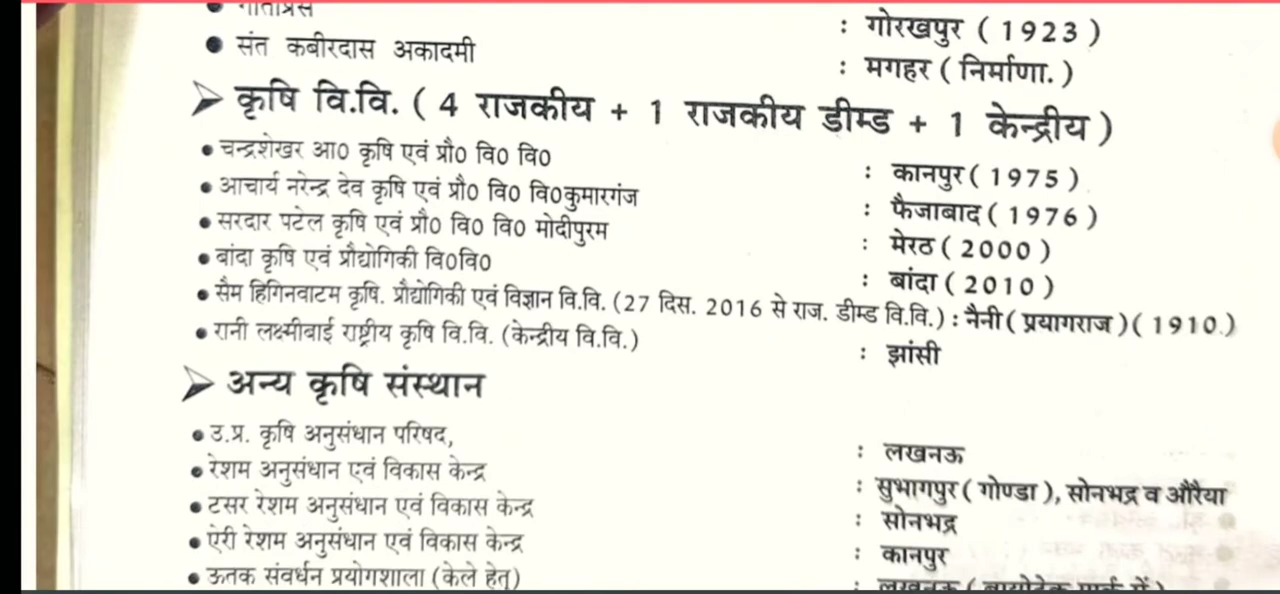 गीताप्रेस : गोरखपुर ( 1923 )
● संत कबीरदास अकादमी : मगहर ( निर्माणा. )
➢ कृषि वि.वि. ( 4 राजकीय + 1 राजकीय डीम्ड + 1 केन्द्रीय )
● चन्द्रशेखर आ0 कृषि एवं प्रौ0 वि0 वि0 : कानपुर ( 1975 )
● आचार्य नरेन्द्र देव कृषि एवं प्रौ0 वि0 वि0कुमारगंज : फैजाबाद ( 1976 )
● सरदार पटेल कृषि एवं प्रौ0 वि0 वि0 मोदीपुरम : मेरठ ( 2000 )
● बांदा कृषि एवं प्रौद्योगिकी वि0वि0 : बांदा ( 2010 )
● सैम हिगिनवाटम कृषि. प्रौद्योगिकी एवं विज्ञान वि.वि. (27 दिस. 2016 से राज. डीम्ड वि.वि.) : नैनी ( प्रयागराज ) ( 1910.)
● रानी लक्ष्मीबाई राष्ट्रीय कृषि वि.वि. (केन्द्रीय वि.वि.) : झांसी
➢ अन्य कृषि संस्थान
● उ.प्र. कृषि अनुसंधान परिषद, : लखनऊ
● रेशम अनुसंधान एवं विकास केन्द्र : सुभागपुर ( गोण्डा ), सोनभद्र व औरैया
● टसर रेशम अनुसंधान एवं विकास केन्द्र : सोनभद्र
● ऐरी रेशम अनुसंधान एवं विकास केन्द्र : कानपुर
● ऊतक संवर्धन प्रयोगशाला (केले हेतु) : लखनऊ ( बायोटेक पार्क में )